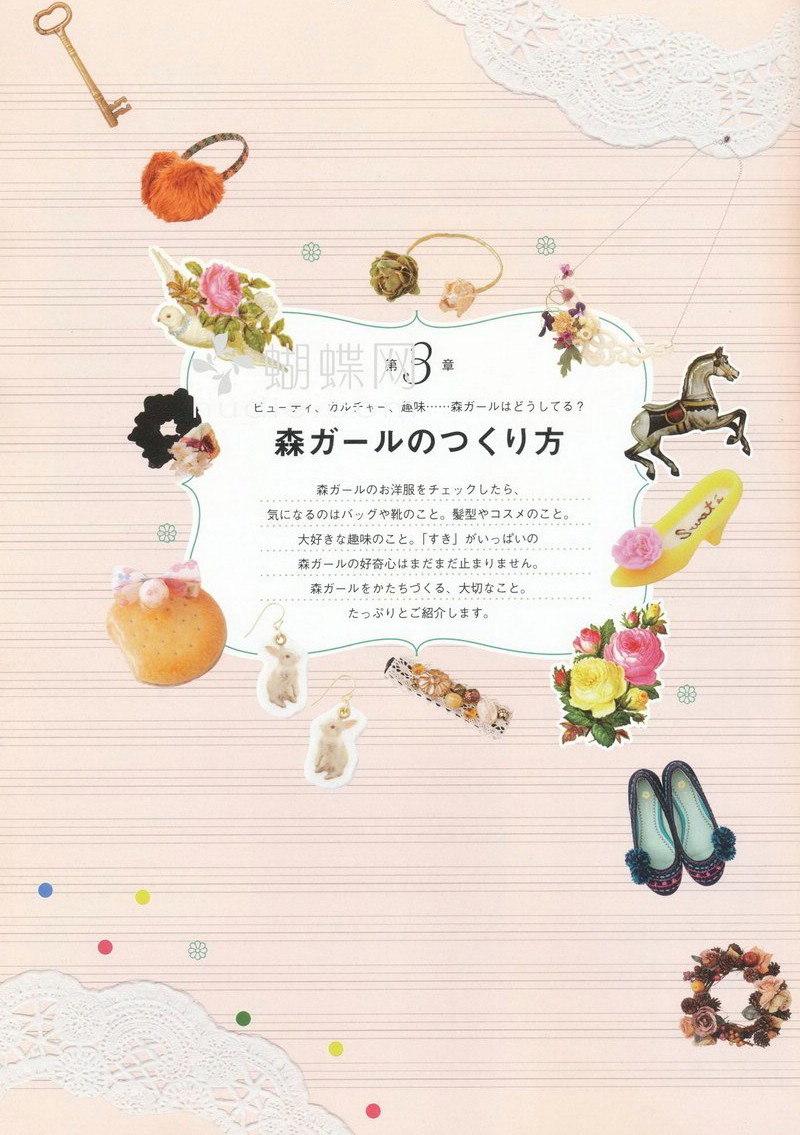 第3章
ビューティ、カルチャー、趣味……森ガールはどうしてる？
森ガールのつくり方
森ガールのお洋服をチェックしたら、
気になるのはバッグや靴のこと。髪型やコスメのこと。
大好きな趣味のこと。「すき」がいっぱいの
森ガールの好奇心はまだまだ止まりません。
森ガールをかたちづくる、大切なこと。
たっぷりとご紹介します。
蝴蝶网
Sweet's